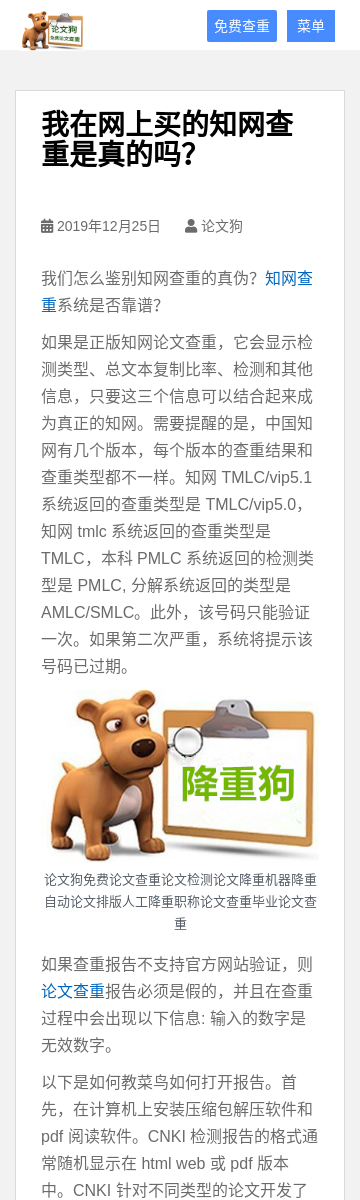 论文狗
免费论文查重
免费查重
菜单
我在网上买的知网查
重是真的吗?
2019年12月25日 论文狗
我们怎么鉴别知网查重的真伪？知网查
重系统是否靠谱？
如果是正版知网论文查重，它会显示检
测类型、总文本复制比率、检测和其他
信息，只要这三个信息可以结合起来成
为真正的知网。需要提醒的是，中国知
网有几个版本，每个版本的查重结果和
查重类型都不一样。知网 TMLC/vip5.1
系统返回的查重类型是 TMLC/vip5.0，
知网 tmlc 系统返回的查重类型是
TMLC，本科 PMLC 系统返回的检测类
型是 PMLC, 分解系统返回的类型是
AMLC/SMLC。此外，该号码只能验证
一次。如果第二次严重，系统将提示该
号码已过期。
降重狗
论文狗免费论文查重论文检测论文降重机器降重
自动论文排版人工降重职称论文查重毕业论文查
重
如果查重报告不支持官方网站验证，则
论文查重报告必须是假的，并且在查重
过程中会出现以下信息: 输入的数字是
无效数字。
以下是如何教菜鸟如何打开报告。首
先，在计算机上安装压缩包解压软件和
pdf 阅读软件。CNKI 检测报告的格式通
常随机显示在 html web 或 pdf 版本
中。CNKI 针对不同类型的论文开发了